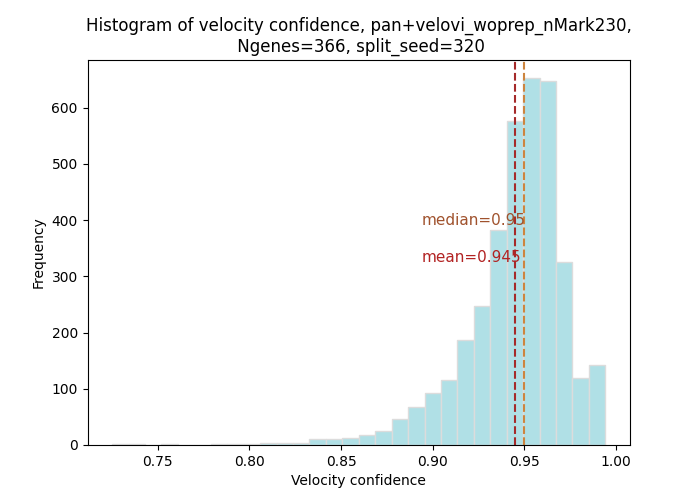 Histogram of velocity confidence, pan+velovi_woprep_nMark230,
Ngenes=366, split_seed=320
600
500
400
300
200
100
0
Frequency
median=0.95
mean=0.945
0.75 0.80 0.85 0.90 0.95 1.00
Velocity confidence